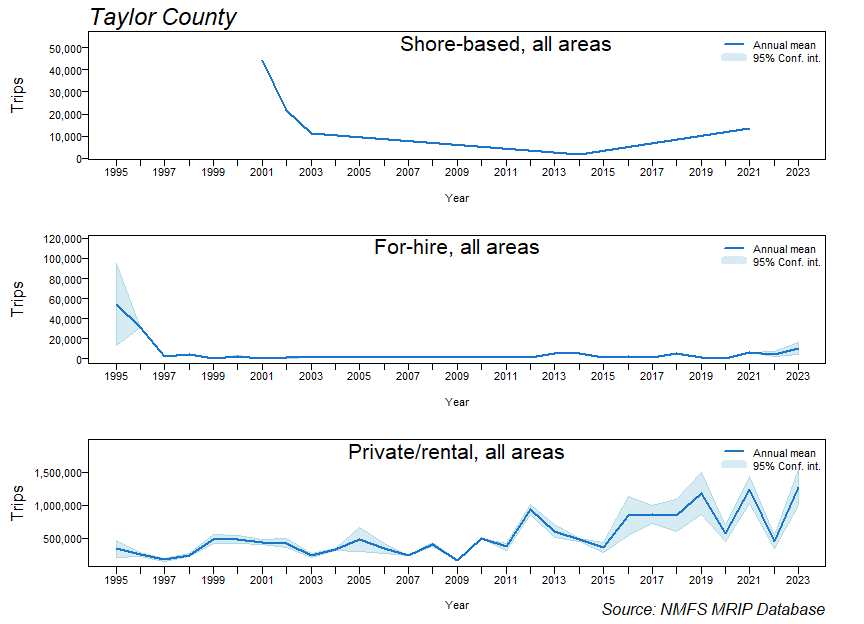 Taylor County
Shore-based, all areas
Annual mean
95% Conf. int.
Trips
50,000
40,000
30,000
20,000
10,000
0
1995 1997 1999 2001 2003 2005 2007 2009 2011 2013 2015 2017 2019 2021 2023
Year
For-hire, all areas
Annual mean
95% Conf. int.
Trips
120,000
100,000
80,000
60,000
40,000
20,000
0
1995 1997 1999 2001 2003 2005 2007 2009 2011 2013 2015 2017 2019 2021 2023
Year
Private/rental, all areas
Annual mean
95% Conf. int.
Trips
1,500,000
1,000,000
500,000
1995 1997 1999 2001 2003 2005 2007 2009 2011 2013 2015 2017 2019 2021 2023
Year
Source: NMFS MRIP Database